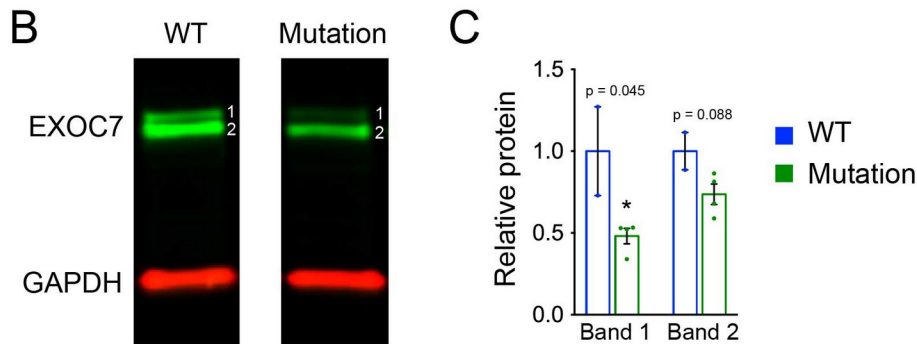 B
WT
Mutation
EXOC7
1
2
1
2
GAPDH
C
Relative protein
1.5
1.0
0.5
0.0
p = 0.045
p = 0.088
*
Band 1
Band 2
WT
Mutation